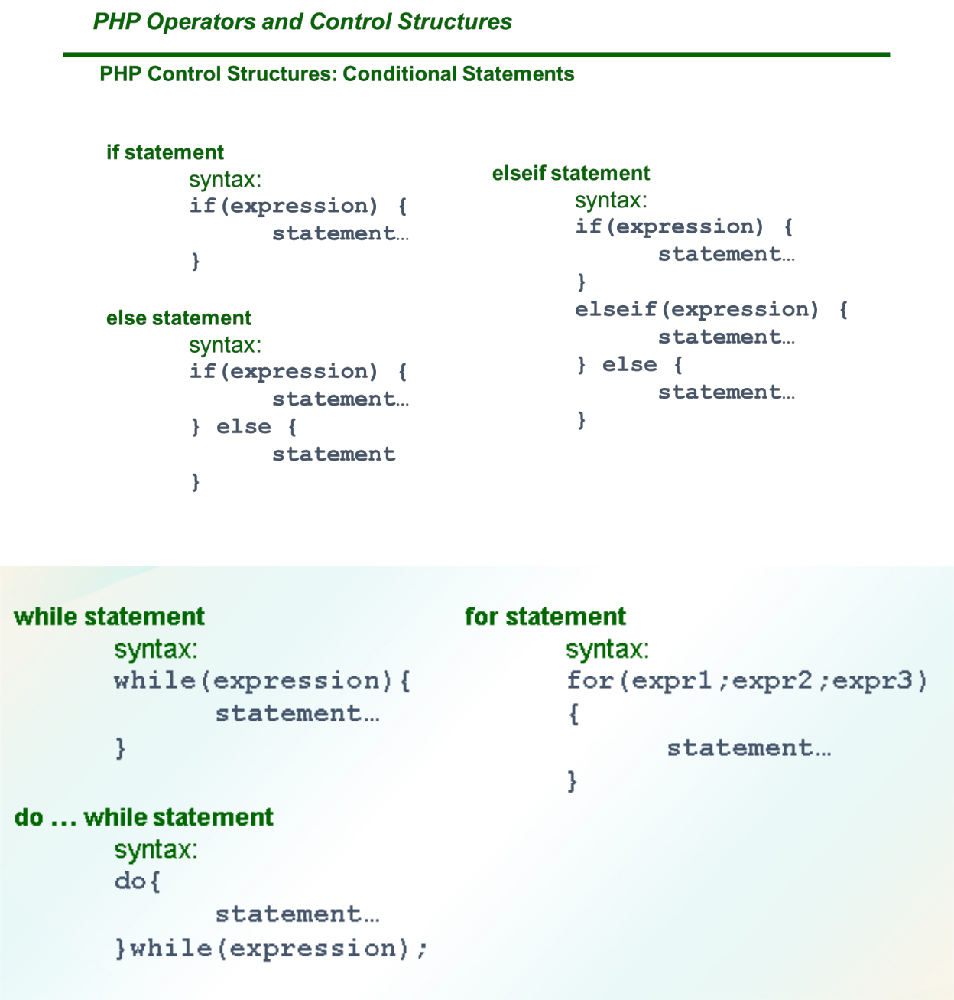 PHP Operators and Control Structures
PHP Control Structures: Conditional Statements
if statement
syntax:
if(expression) {
statement…
}
else statement
syntax:
if(expression) {
statement…
} else {
statement
}
elseif statement
syntax:
if(expression) {
statement…
}
elseif(expression) {
statement…
} else {
statement…
}
while statement
syntax:
while(expression){
statement…
}
do … while statement
syntax:
do{
statement…
}while(expression);
for statement
syntax:
for(expr1;expr2;expr3)
{
statement…
}